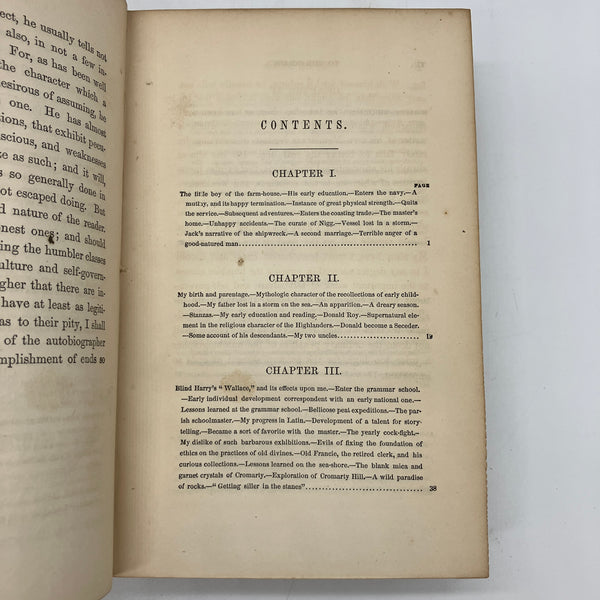 ect, he usually tells not
also, in not a few in-
For, as has been well
the character which a
esirous of assuming, he
one. He has almost
ions, that exhibit pecu-
scious, and weaknesses
ze as such; and it will,
s so generally done in
ot escaped doing. But
d nature of the reader.
onest ones; and should
ing the humbler classes
culture and self-govern-
gher that there are in-
have at least as legiti-
as to their pity, I shall
of the autobiographer
mplishment of ends so
CONTENTS.
CHAPTER I.
PAGE
The little boy of the farm-house.—His early education.—Enters the navy.—A
mutiny, and its happy termination.—Instance of great physical strength.—Quits
the service.—Subsequent adventures.—Enters the coasting trade.—The master's
home.—Unhappy accidents.—The curate of Nigg.—Vessel lost in a storm.—
Jack's narrative of the shipwreck.—A second marriage.—Terrible anger of a
good-natured man 1
CHAPTER II.
My birth and parentage.—Mythologic character of the recollections of early child-
hood.—My father lost in a storm on the sea.—An apparition.—A dreary season.
—Stanzas.—My early education and reading.—Donald Roy.—Supernatural ele-
ment in the religious character of the Highlanders.—Donald become a Seceder.
—Some account of his descendants.—My two uncles. 19
CHAPTER III.
Blind Harry's "Wallace," and its effects upon me.—Enter the grammar school.
—Early individual development correspondent with an early national one.—
Lessons learned at the grammar school.—Bellicose peat expeditions.—The par-
ish schoolmaster.—My progress in Latin.—Development of a talent for story-
telling.—Became a sort of favorite with the master.—The yearly cock-fight.—
My dislike of such barbarous exhibitions.—Evils of fixing the foundation of
ethics on the practices of old divines.—Old Francie, the retired clerk, and his
curious collections.—Lessons learned on the sea-shore.—The blank mica and
garnet crystals of Cromarty.—Exploration of Cromarty Hill.—A wild paradise
of rocks.—"Getting siller in the stanes" 38